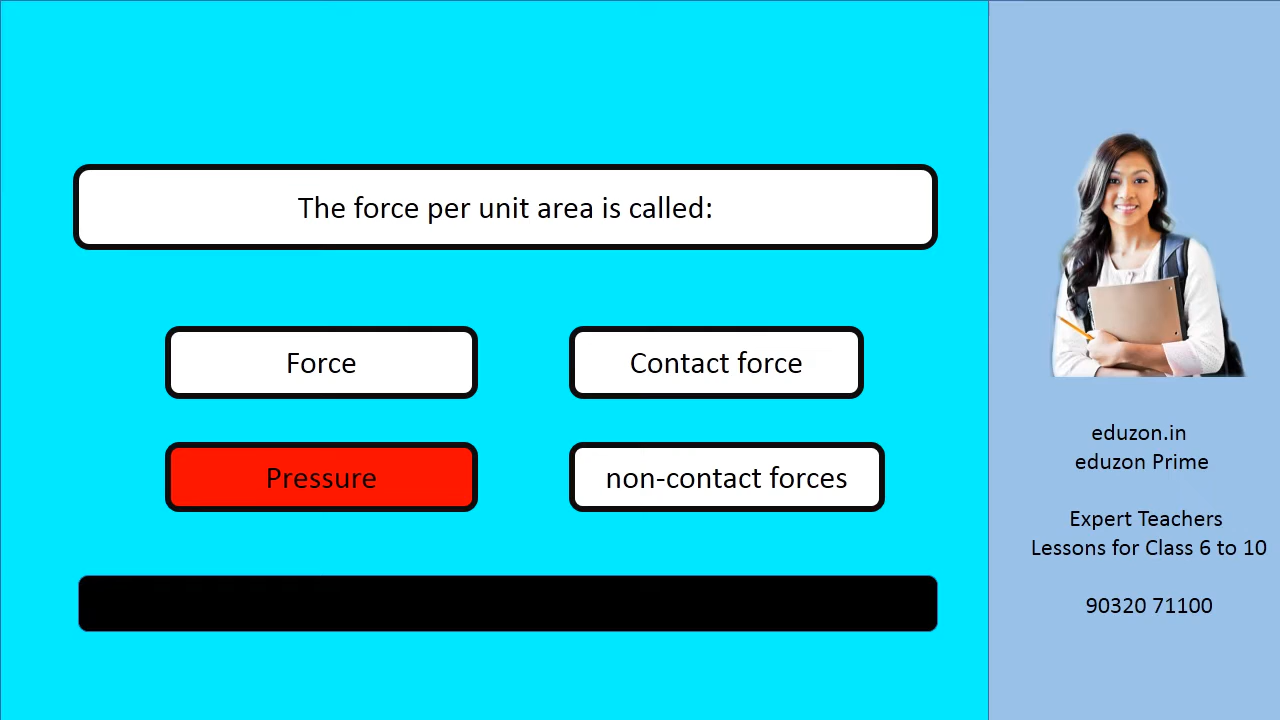 The force per unit area is called:
Force
Contact force
Pressure
non-contact forces
eduzon.in
eduzon Prime
Expert Teachers
Lessons for Class 6 to 10
90320 71100